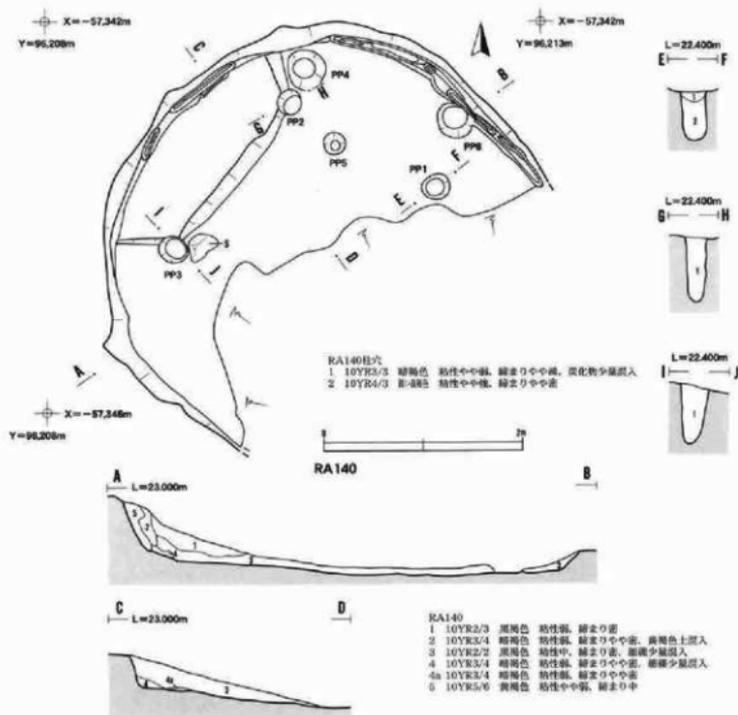 X=-57,342m
Y=96,208m
X=-57,342m
Y=96,213m
C
B
PP4
H
PP2
G
PP5
PP6
F
PP1
E
I
D
S
PP3
J
A
X=-57,346m
Y=96,208m
L=22.400m
E F
1
2
L=22.400m
G H
1
L=22.400m
I J
1
RA140柱穴
1 10YR3/3 暗褐色 粘性やや弱、締まりやや疎、炭化物少量混入
2 10YR4/3 粘性やや強、締まりやや密
0 2m
RA140
A B
L=23.000m
5
2
1
C D
L=23.000m
4
4a
3
RA140
1 10YR2/3 黒褐色 粘性弱、締まり密
2 10YR3/4 暗褐色 粘性弱、締まりやや密、黄褐色土混入
3 10YR2/2 黒褐色 粘性中、締まり密、細礫少量混入
4 10YR3/4 暗褐色 粘性弱、締まりやや密、細礫少量混入
4a 10YR3/4 暗褐色 粘性弱、締まりやや密
5 10YR5/6 黄褐色 粘性やや弱、締まり中